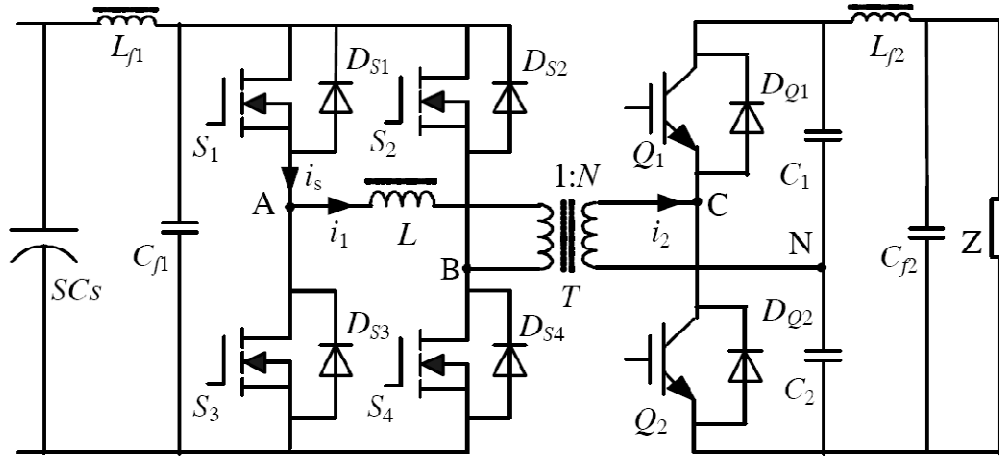 L_f1
D_S1
D_S2
L_f2
D_Q1
S_1
S_2
Q_1
C_1
i_s
1:N
A
C
i_1
L
i_2
N
C_f1
B
C_f2
Z
SCs
T
D_S3
D_S4
D_Q2
S_3
S_4
Q_2
C_2